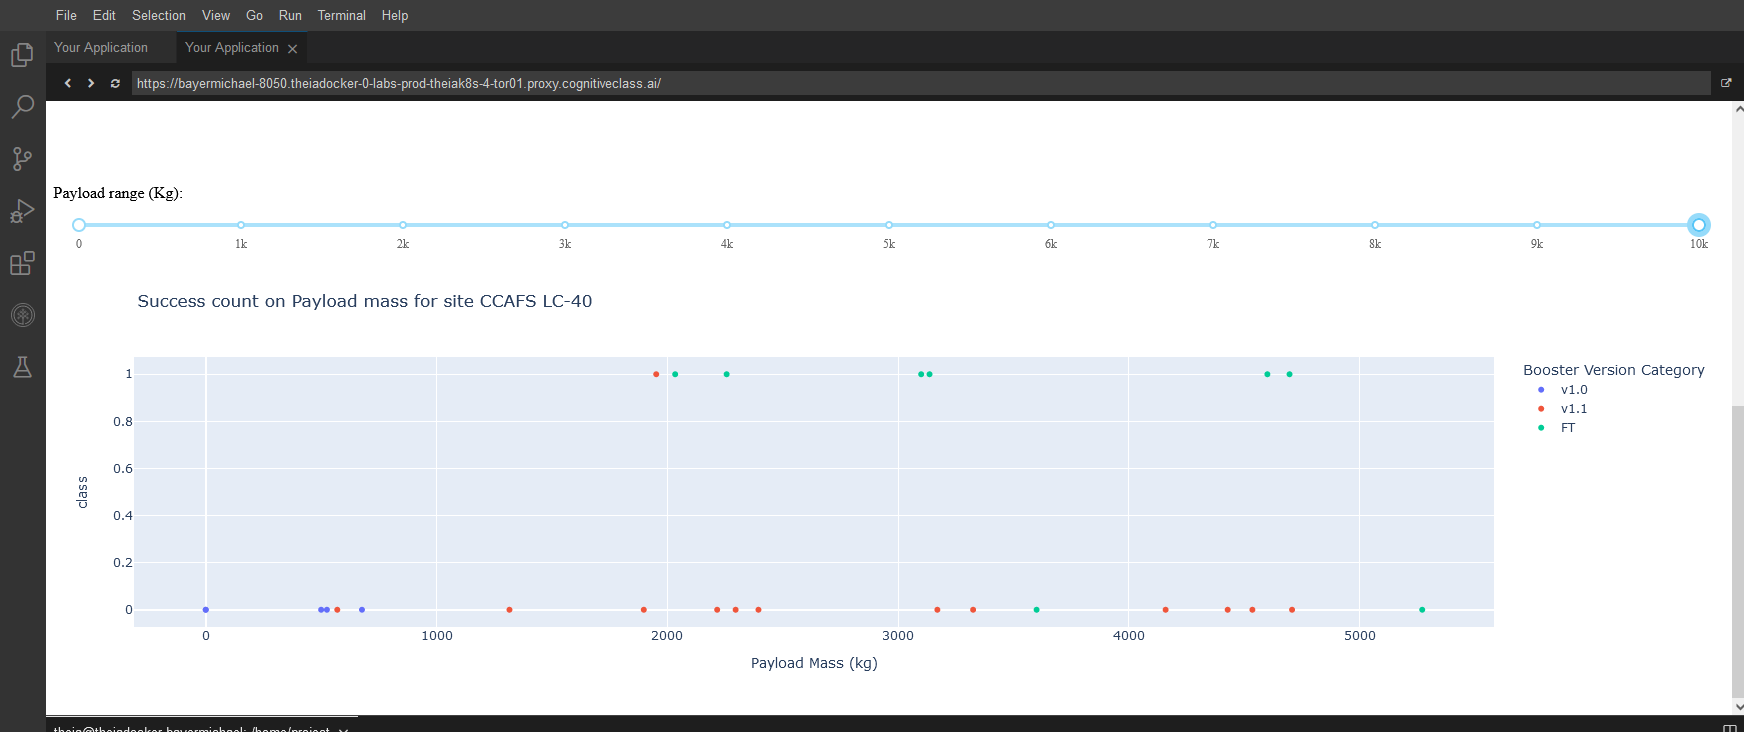 File Edit Selection View Go Run Terminal Help
Your Application Your Application
https://bayermichael-8050.theiadocker-0-labs-prod-theiak8s-4-tor01.proxy.cognitiveclass.ai/
Payload range (Kg):
0 1k 2k 3k 4k 5k 6k 7k 8k 9k 10k
Success count on Payload mass for site CCAFS LC-40
Booster Version Category
v1.0
v1.1
FT
1
0.8
0.6
0.4
0.2
0
class
0 1000 2000 3000 4000 5000
Payload Mass (kg)
theia@theiadocker-bayermichael: /home/project